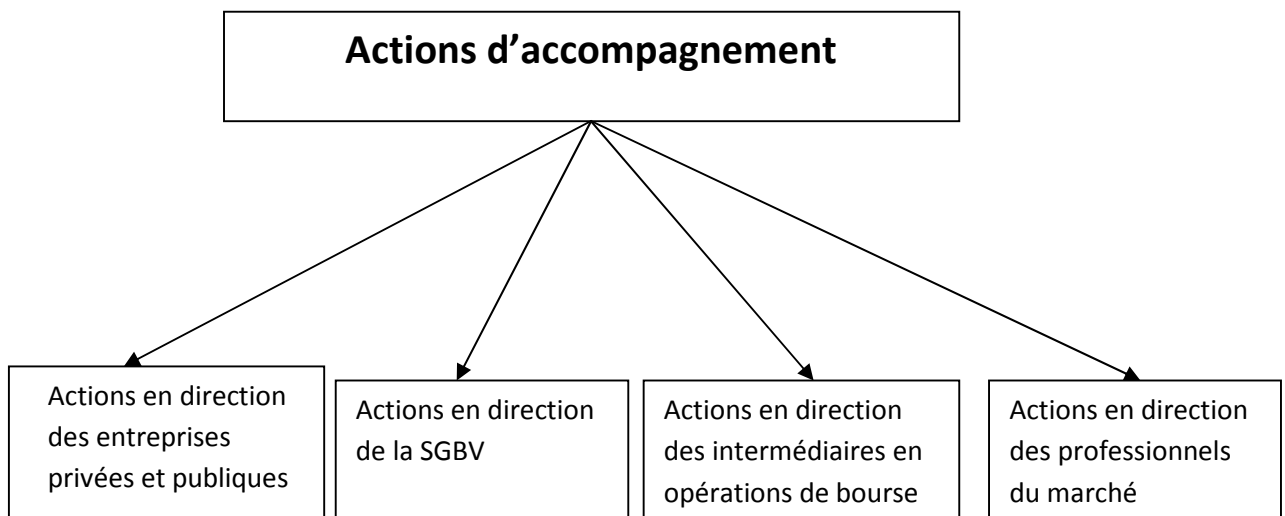 Actions d’accompagnement
Actions en direction
des entreprises
privées et publiques
Actions en direction
de la SGBV
Actions en direction
des intermédiaires en
opérations de bourse
Actions en direction
des professionnels
du marché